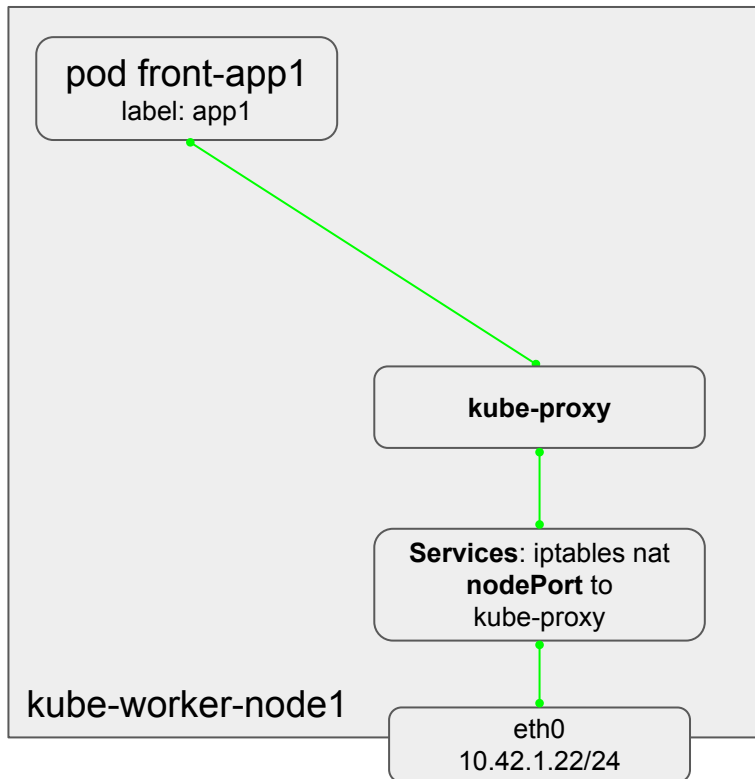 pod front-app1
label: app1
kube-proxy
Services: iptables nat
nodePort to
kube-proxy
kube-worker-node1
eth0
10.42.1.22/24